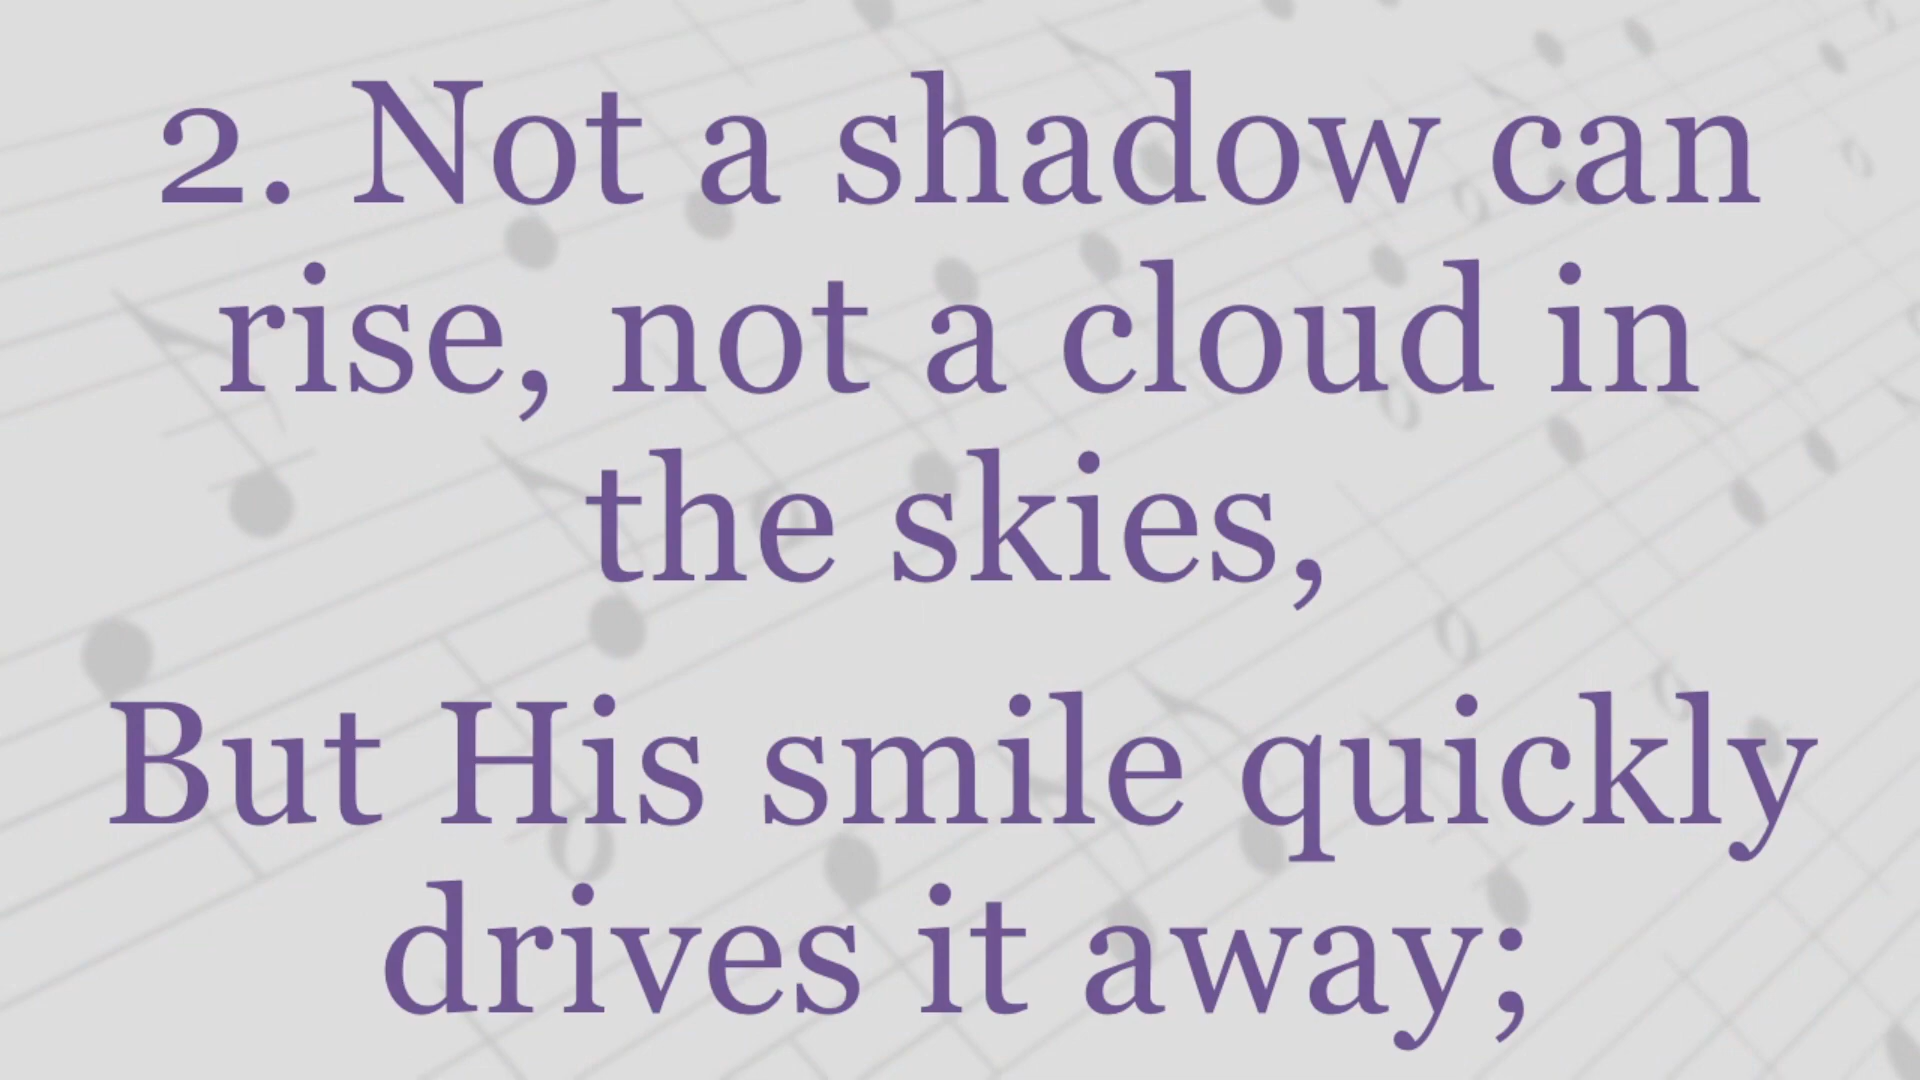 2. Not a shadow can
rise, not a cloud in
the skies,
But His smile quickly
drives it away;